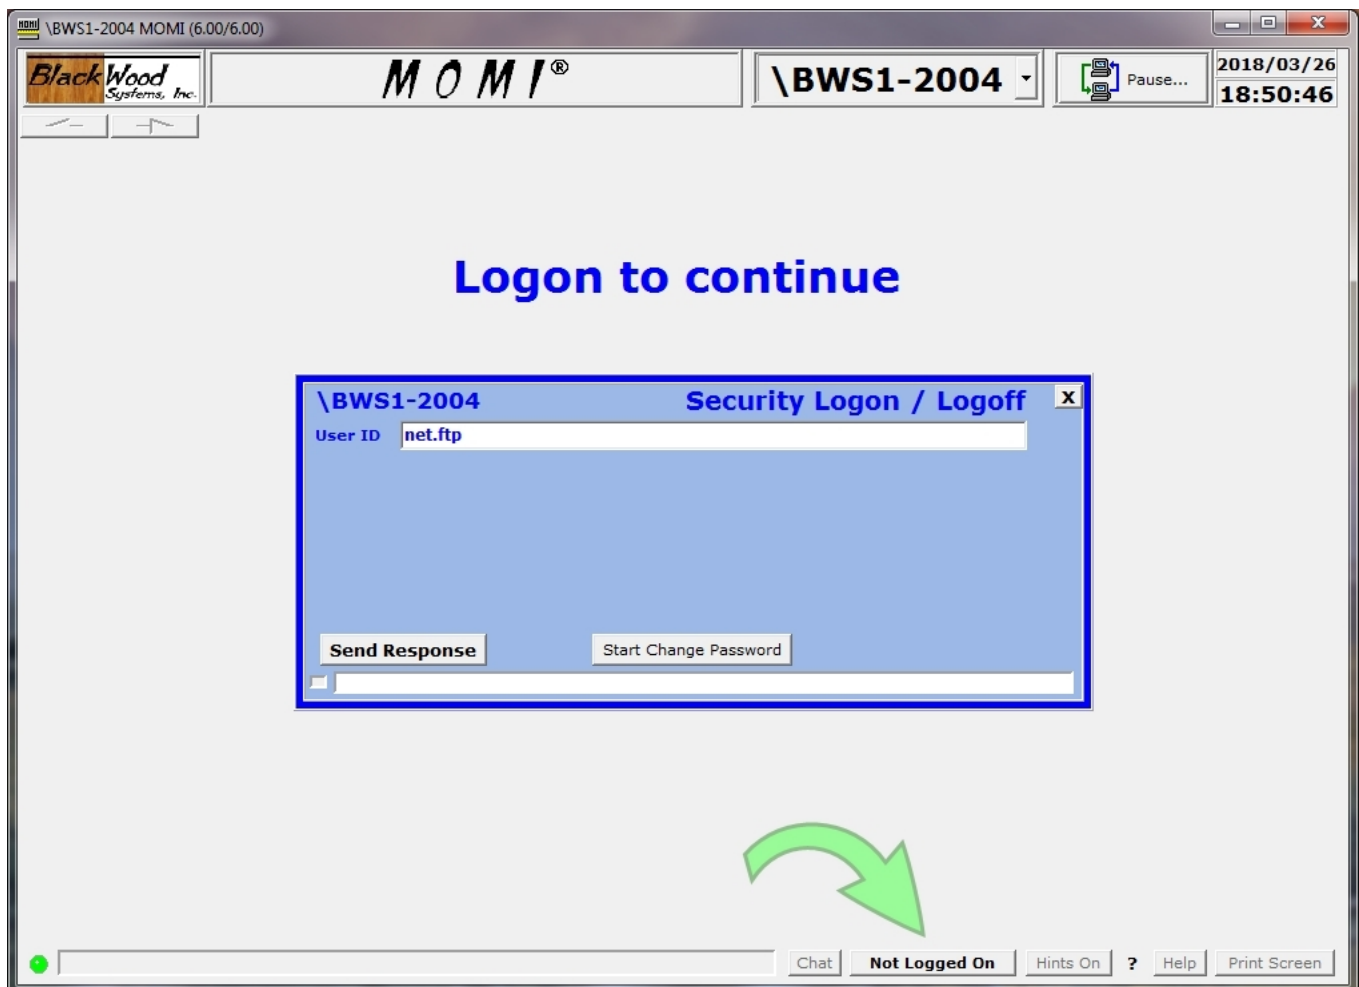 \BWS1-2004 MOMI (6.00/6.00)
BlackWood Systems, Inc.
MOMI®
\BWS1-2004
Pause...
2018/03/26
18:50:46
Logon to continue
\BWS1-2004 Security Logon / Logoff X
User ID net.ftp
Send Response Start Change Password
Chat Not Logged On Hints On ? Help Print Screen